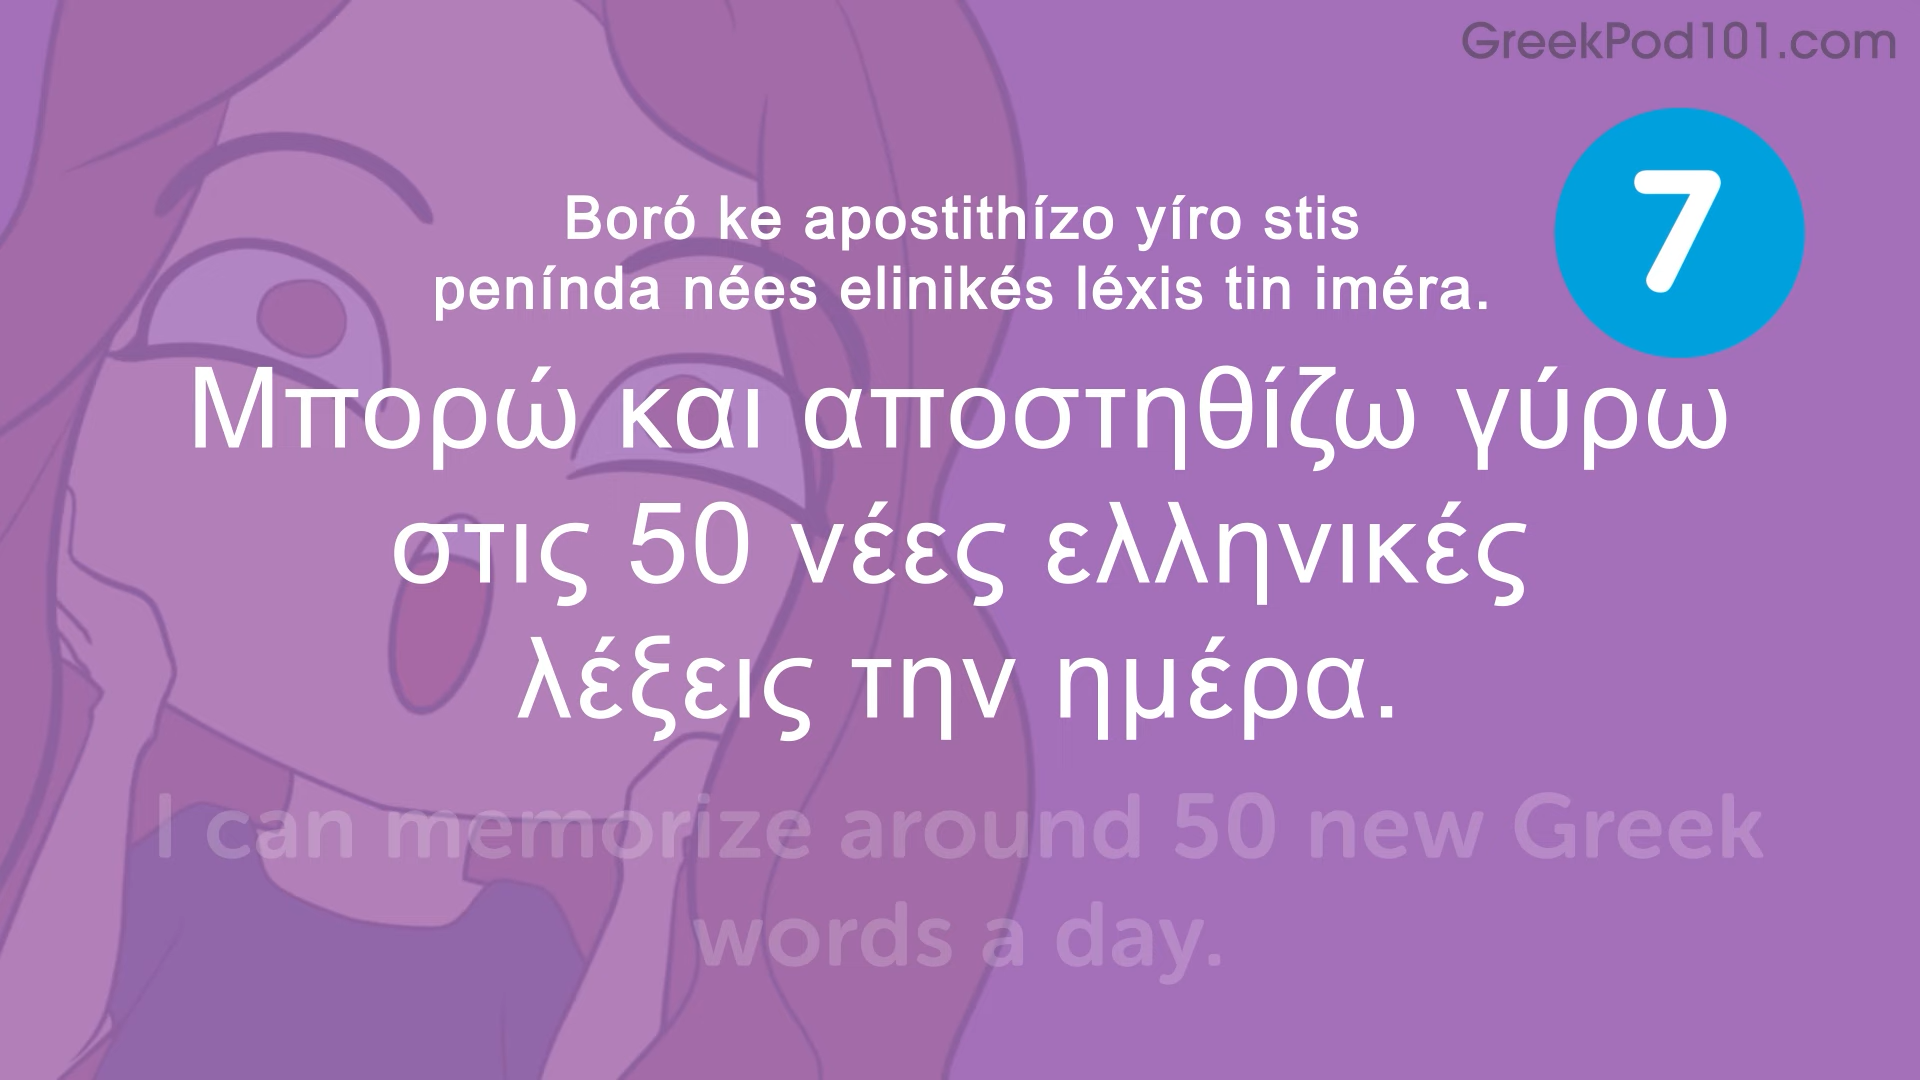 GreekPod101.com
7
Boró ke apostithízo yíro stis
penínda nées elinikés léxis tin iméra.
Μπορώ και αποστηθίζω γύρω
στις 50 νέες ελληνικές
λέξεις την ημέρα.
I can memorize around 50 new Greek
words a day.